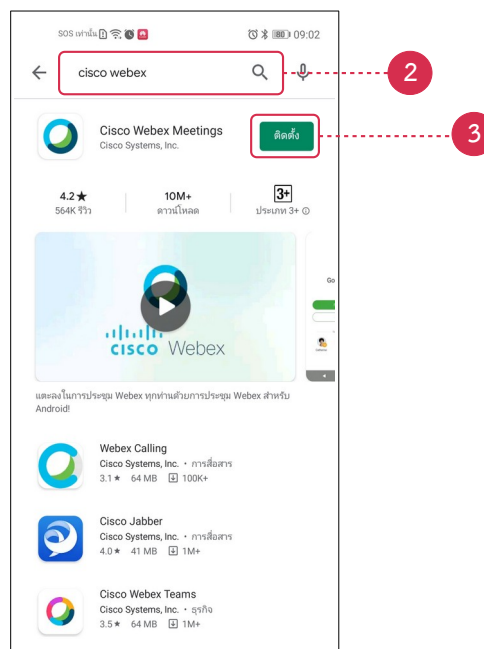 SOS เท่านั้น 80 09:02
cisco webex
2
Cisco Webex Meetings
Cisco Systems, Inc.
ติดตั้ง
3
4.2★ 10M+ 3+
564K รีวิว ดาวน์โหลด ประเภท 3+
Go
CISCO Webex
แตะลงในการประชุม Webex ทุกท่านด้วยการประชุม Webex สำหรับ
Android!
Webex Calling
Cisco Systems, Inc. • การสื่อสาร
3.1★ 64 MB 100K+
Cisco Jabber
Cisco Systems, Inc. • การสื่อสาร
4.0★ 41 MB 1M+
Cisco Webex Teams
Cisco Systems, Inc. • ธุรกิจ
3.5★ 64 MB 1M+